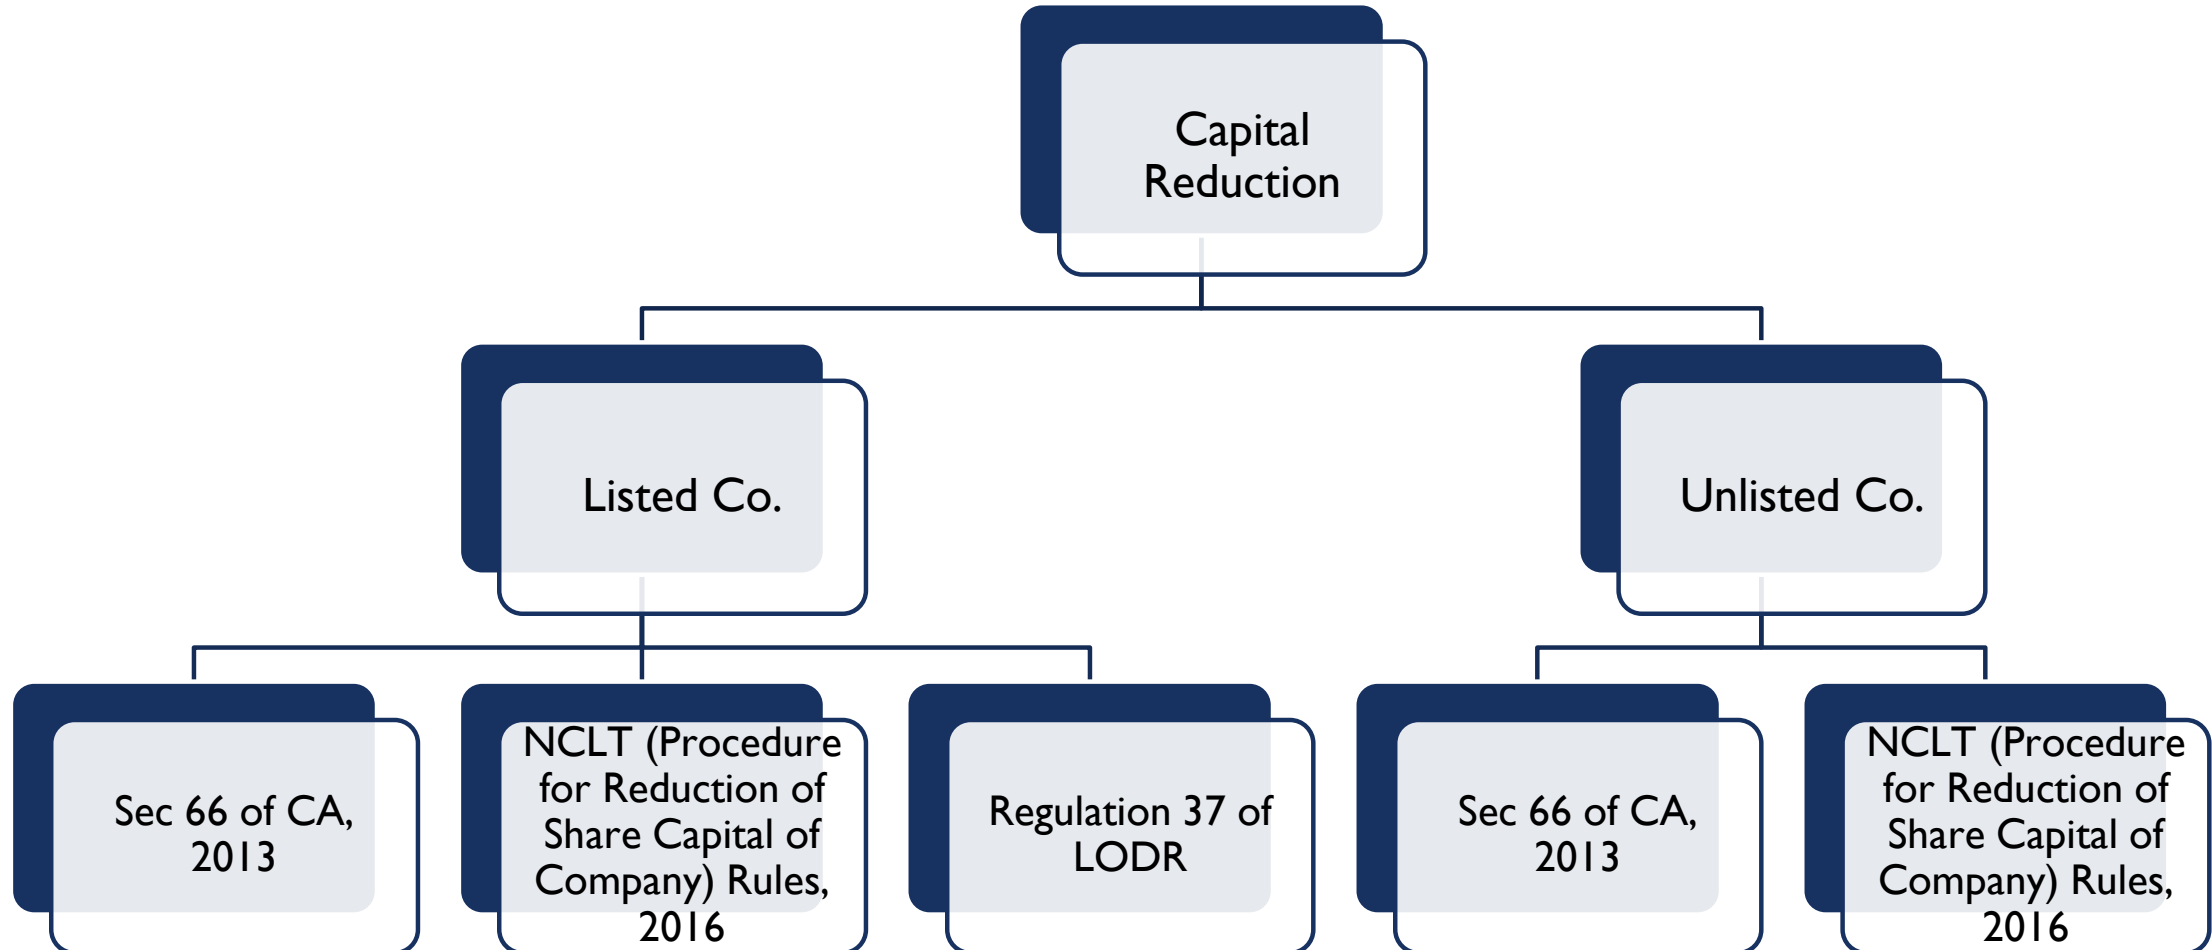 Capital
Reduction
Listed Co.
Unlisted Co.
Sec 66 of CA,
2013
NCLT (Procedure
for Reduction of
Share Capital of
Company) Rules,
2016
Regulation 37 of
LODR
Sec 66 of CA,
2013
NCLT (Procedure
for Reduction of
Share Capital of
Company) Rules,
2016